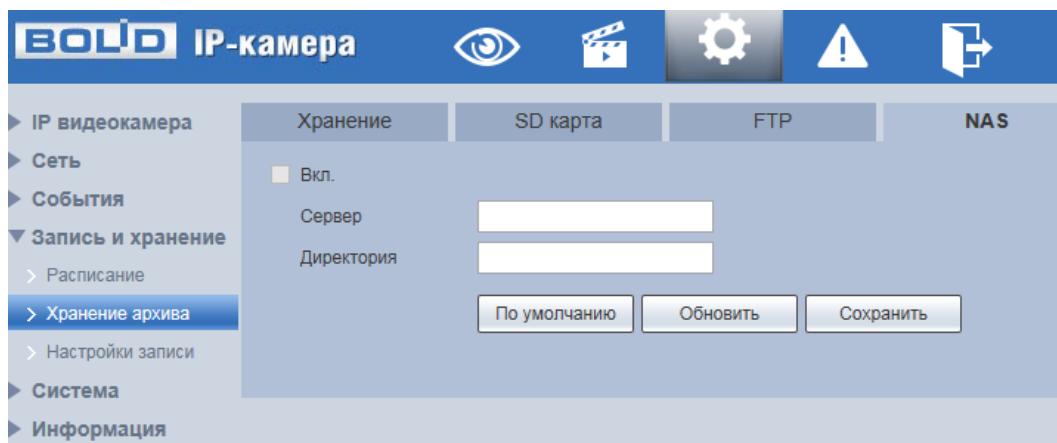 BOLID IP-камера
Хранение SD карта FTP NAS
IP видеокамера
Сеть
События
Запись и хранение
Расписание
Хранение архива
Настройки записи
Система
Информация
Вкл.
Сервер
Директория
По умолчанию Обновить Сохранить